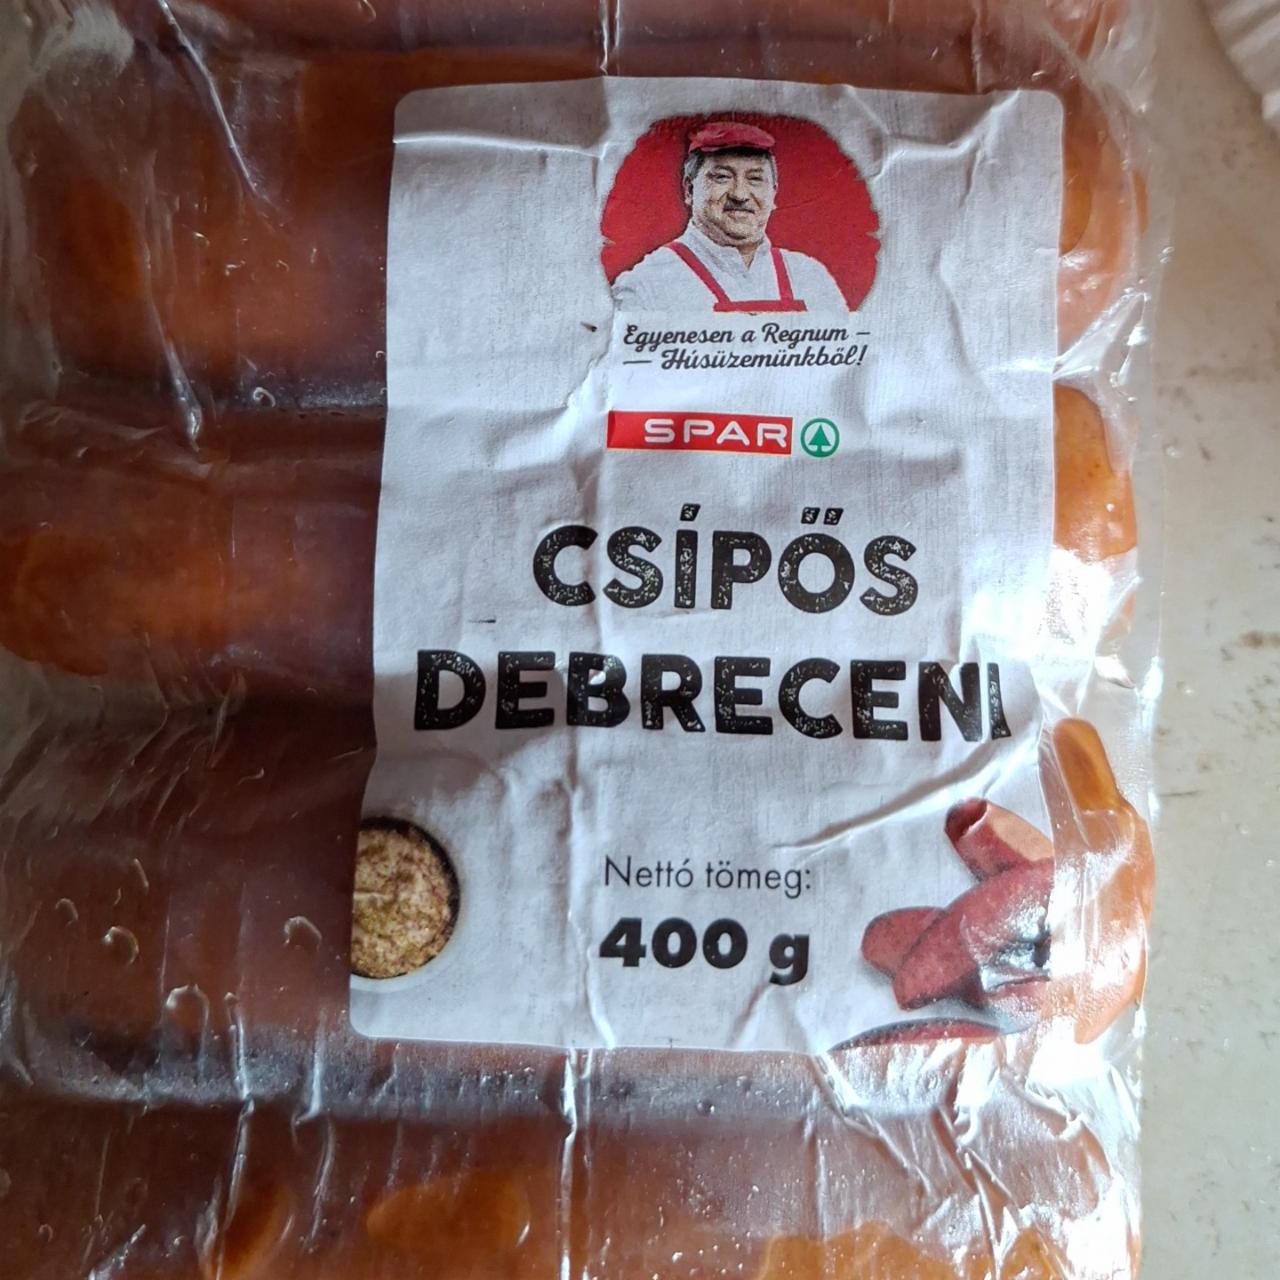 Egyenesen a Regnum –
— Húsüzemünkből!
SPAR
CSÍPŐS
DEBRECENI
Nettó tömeg:
400 g